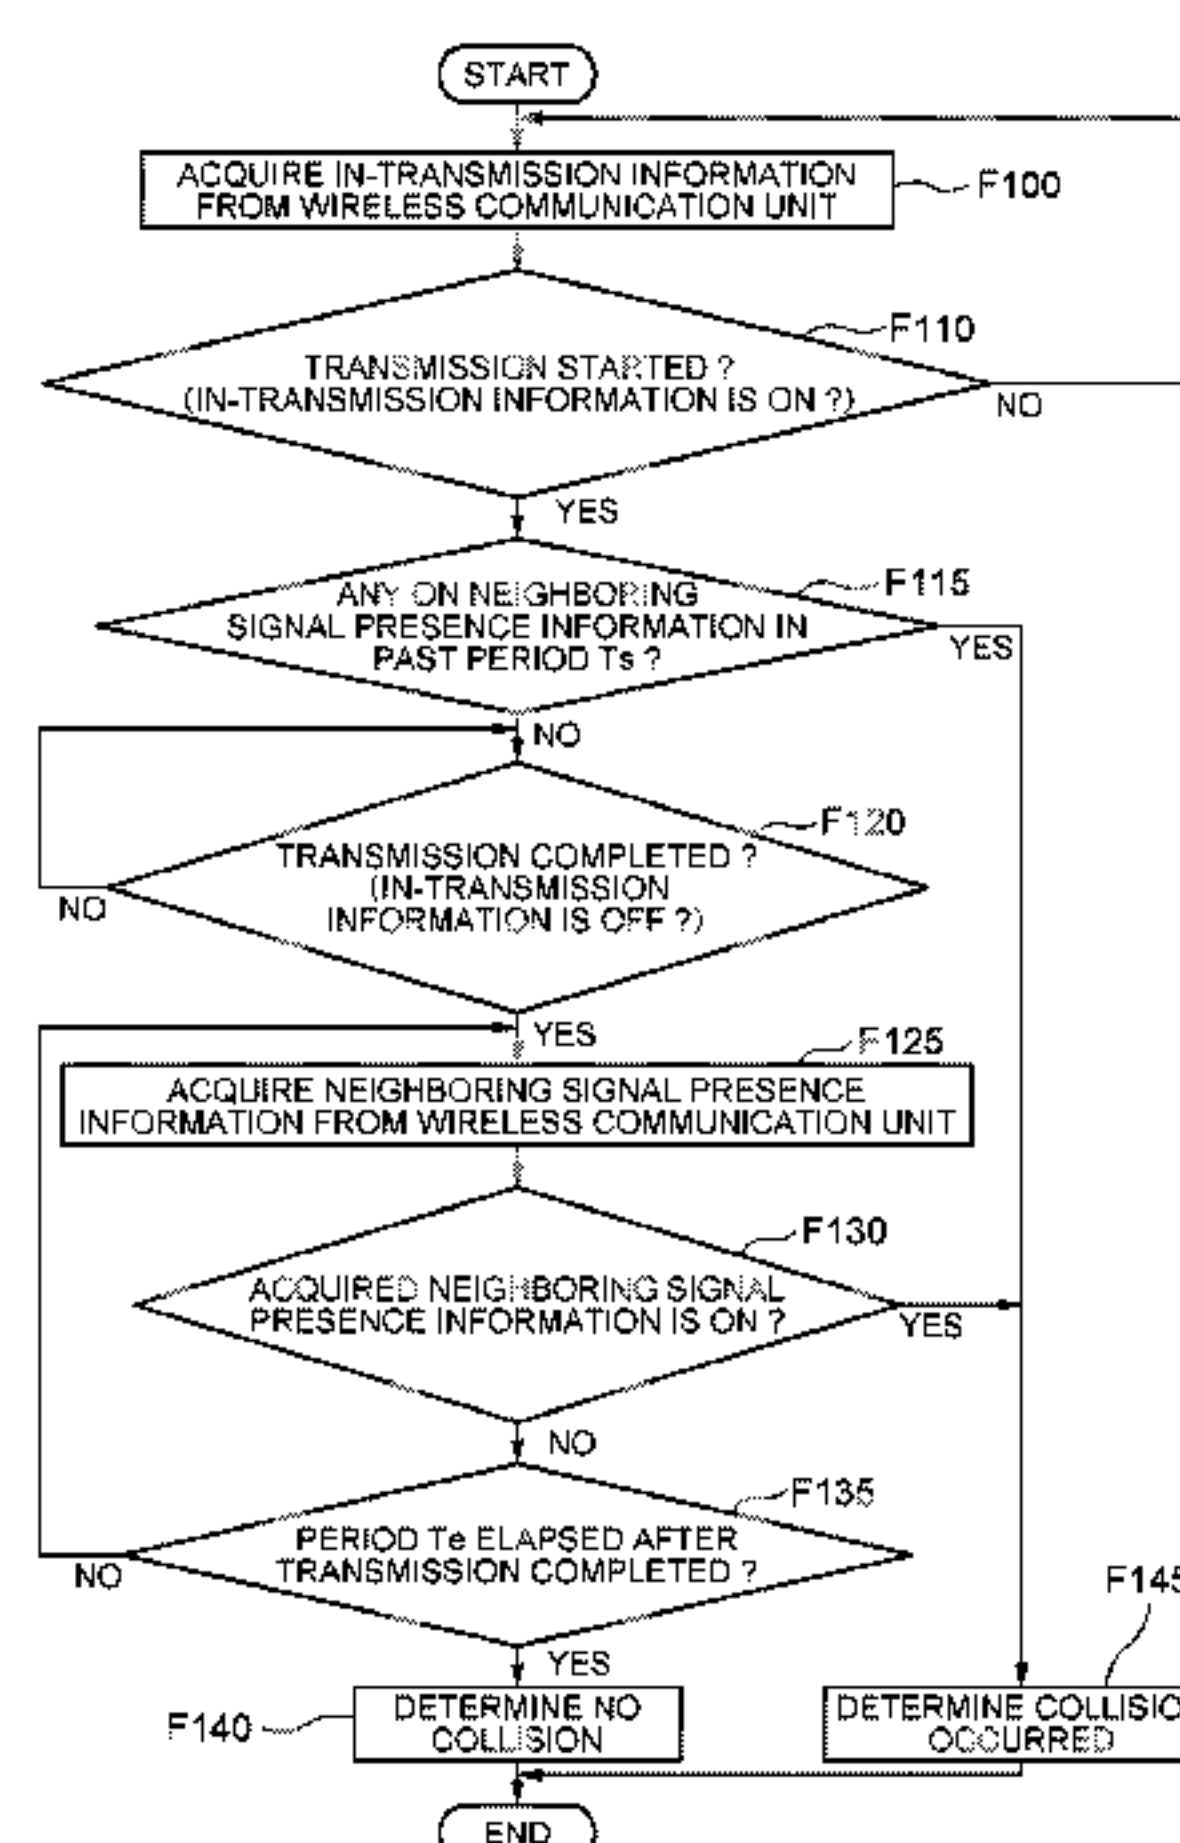 START
ACQUIRE IN-TRANSMISSION INFORMATION
FROM WIRELESS COMMUNICATION UNIT
F100
F110
TRANSMISSION STARTED ?
(IN-TRANSMISSION INFORMATION IS ON ?)
NO
YES
F115
ANY ON NEIGHBORING
SIGNAL PRESENCE INFORMATION IN
PAST PERIOD Ts ?
YES
NO
F120
TRANSMISSION COMPLETED ?
(IN-TRANSMISSION
INFORMATION IS OFF ?)
NO
YES
F125
ACQUIRE NEIGHBORING SIGNAL PRESENCE
INFORMATION FROM WIRELESS COMMUNICATION UNIT
F130
ACQUIRED NEIGHBORING SIGNAL
PRESENCE INFORMATION IS ON ?
YES
NO
F135
PERIOD Te ELAPSED AFTER
TRANSMISSION COMPLETED ?
NO
YES
F145
F140
DETERMINE NO
COLLISION
DETERMINE COLLISIO
OCCURRED
END